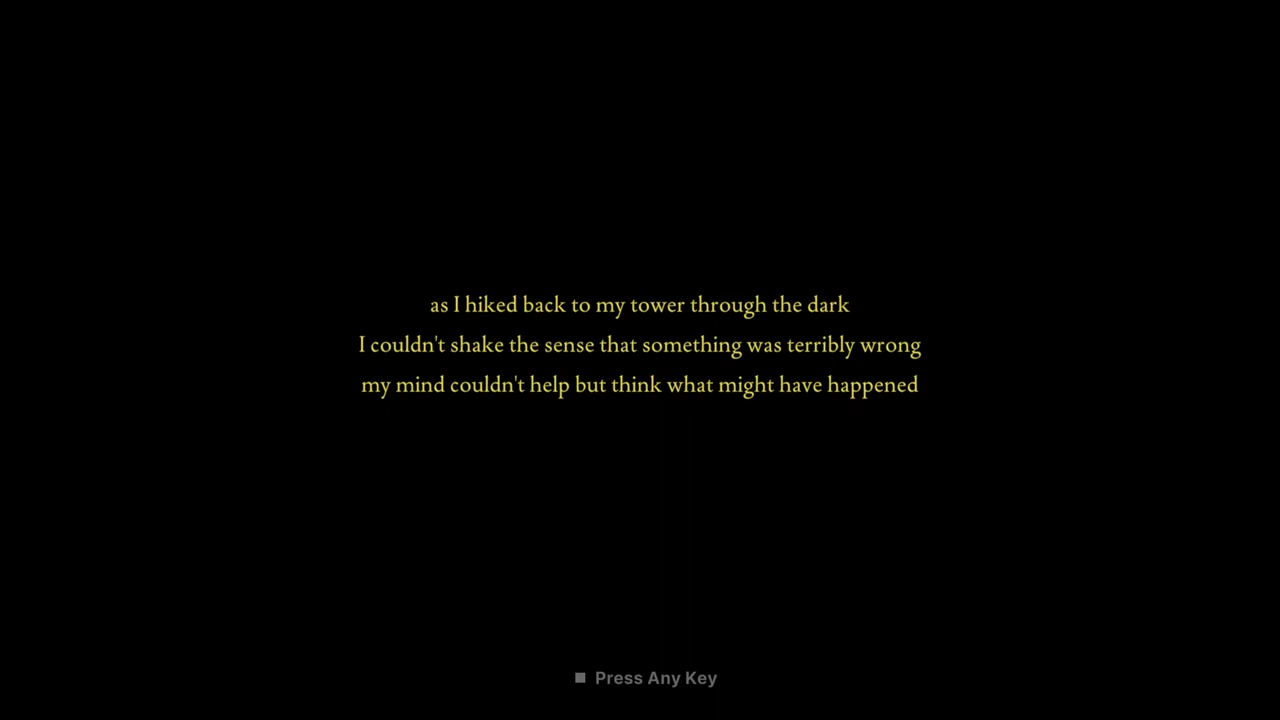 as I hiked back to my tower through the dark
I couldn't shake the sense that something was terribly wrong
my mind couldn't help but think what might have happened
Press Any Key